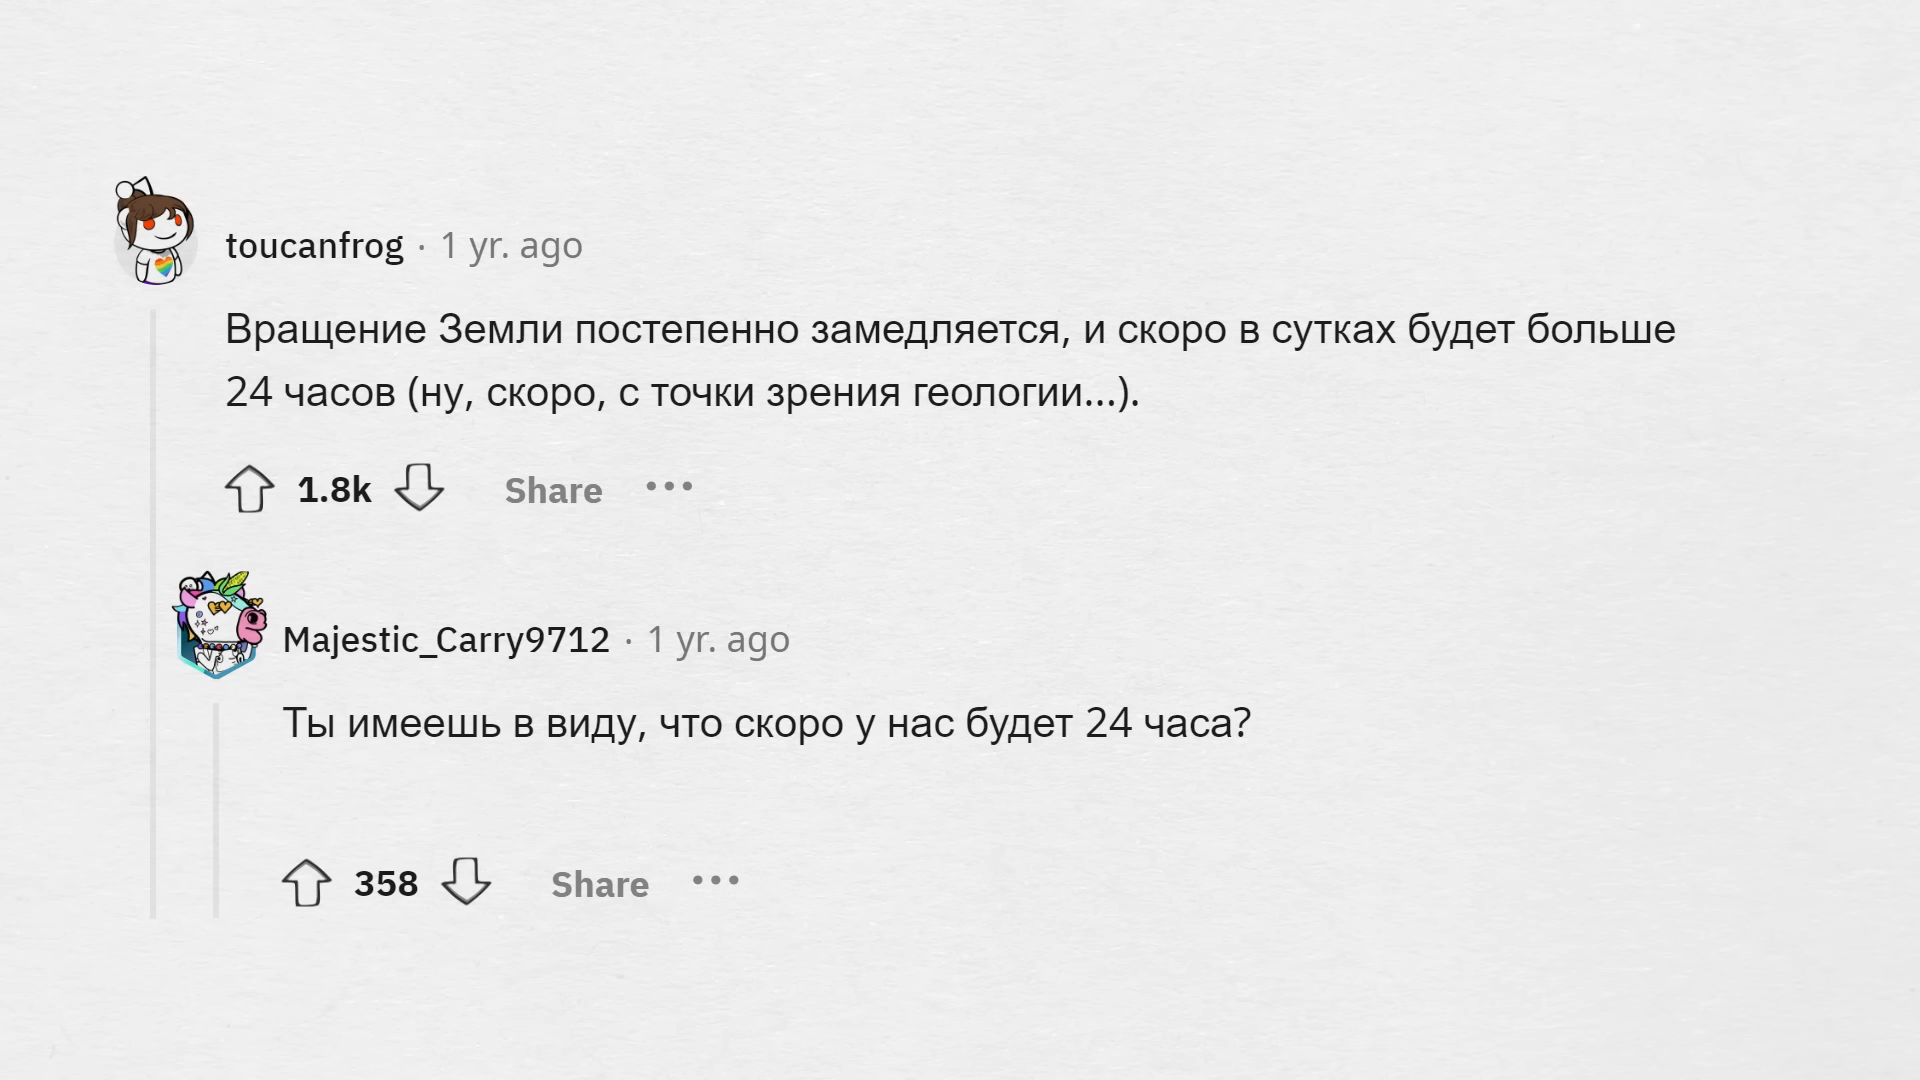 toucanfrog · 1 yr. ago
Вращение Земли постепенно замедляется, и скоро в сутках будет больше
24 часов (ну, скоро, с точки зрения геологии...).
1.8k Share ...
Majestic_Carry9712 · 1 yr. ago
Ты имеешь в виду, что скоро у нас будет 24 часа?
358 Share ...